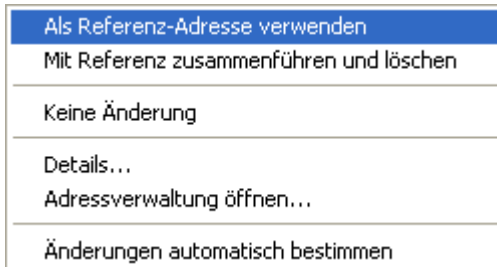 Als Referenz-Adresse verwenden
Mit Referenz zusammenführen und löschen
Keine Änderung
Details...
Adressverwaltung öffnen...
Änderungen automatisch bestimmen